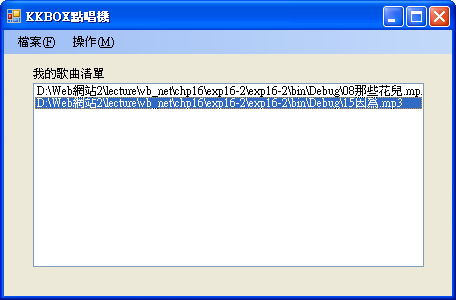 KKBOX點唱機
檔案(F) 操作(M)
我的歌曲清單
D:\Web網站2\lecture\vb_net\chp16\exp16-2\exp16-2\bin\Debug\08那些花兒.mp.
D:\Web網站2\lecture\vb_net\chp16\exp16-2\exp16-2\bin\Debug\15因為.mp3